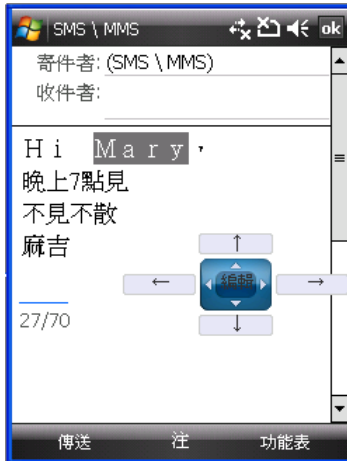 SMS \ MMS
ok
寄件者: (SMS \ MMS)
收件者:
Ｈｉ　Ｍａｒｙ，
晚上7點見
不見不散
麻吉
↑
← 編輯 →
↓
27/70
傳送 注 功能表